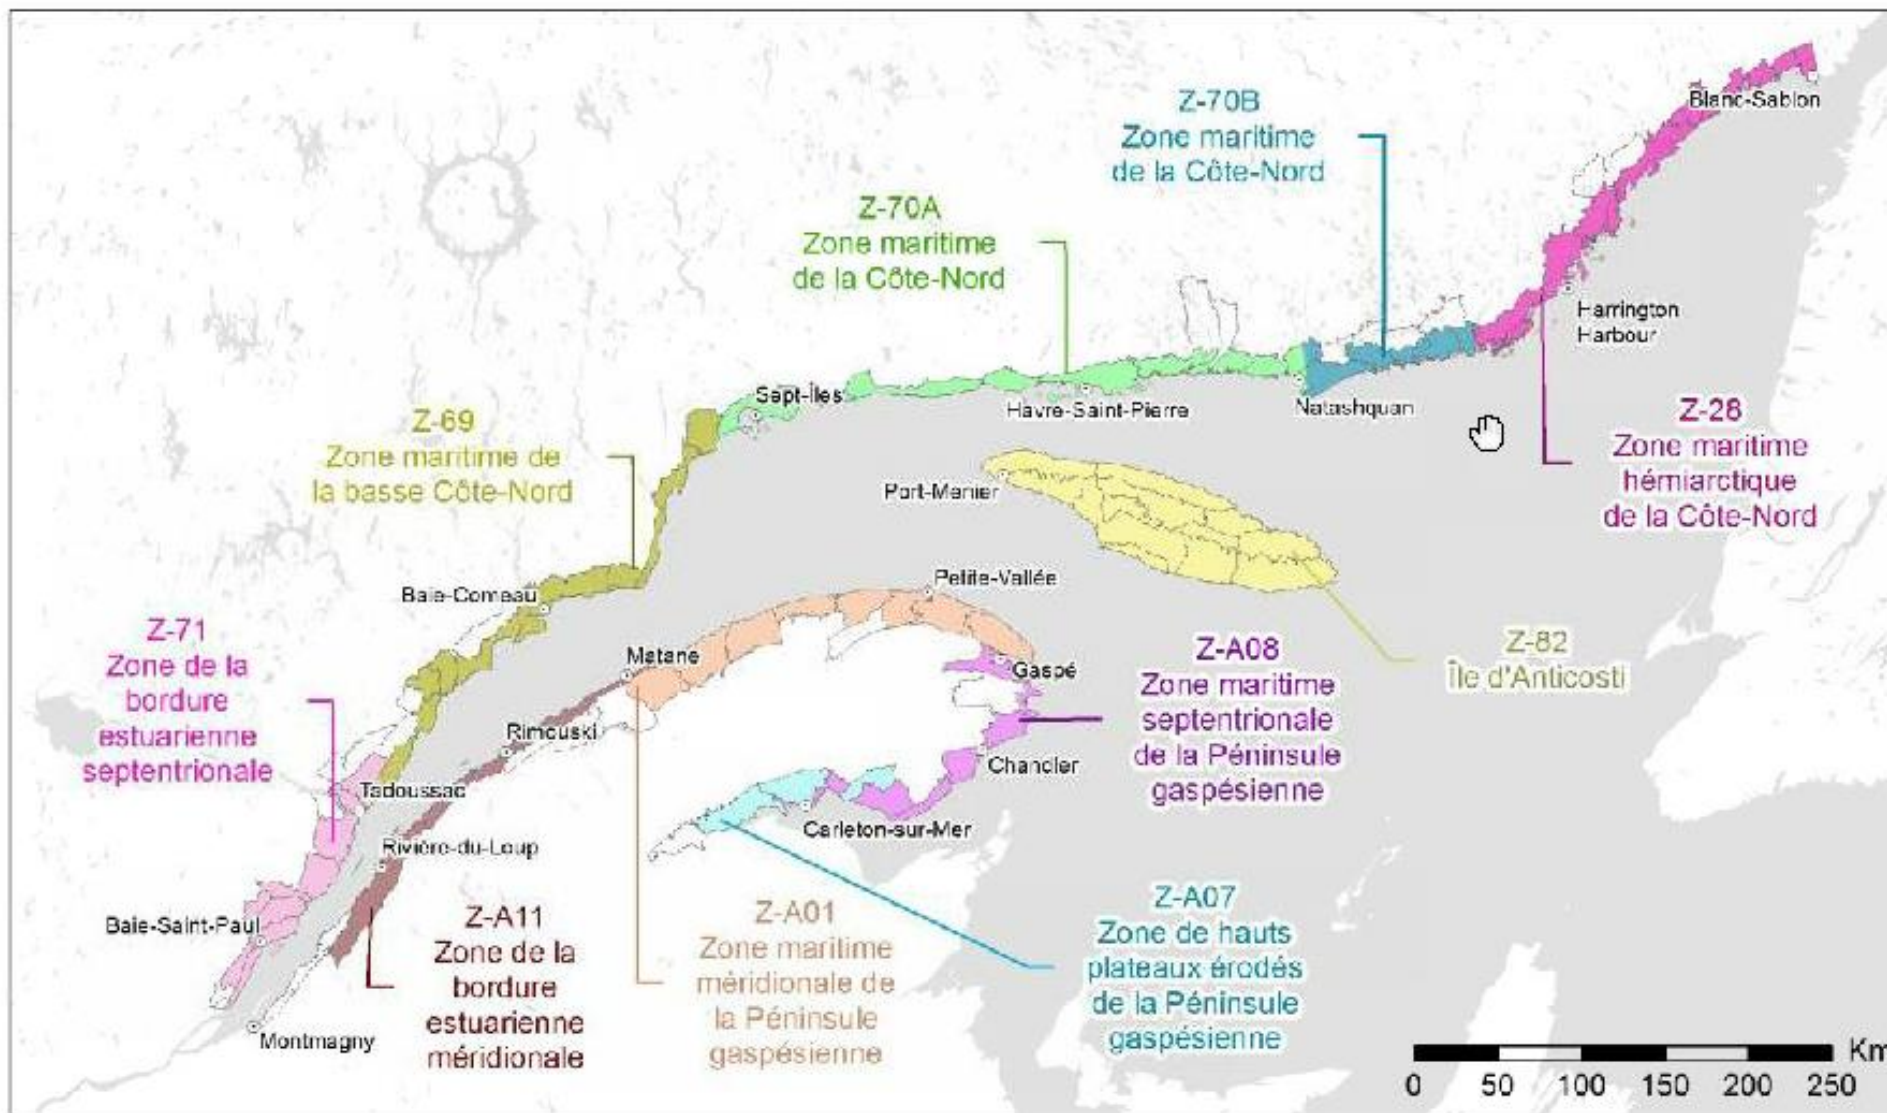 Z-70B
Zone maritime
de la Côte-Nord
Blanc-Sablon
Z-70A
Zone maritime
de la Côte-Nord
Harrington
Harbour
Sept-Îles
Havre-Saint-Pierre
Natashquan
Z-69
Zone maritime de
la basse Côte-Nord
Z-28
Zone maritime
hémiarctique
de la Côte-Nord
Port-Menier
Petite-Vallée
Baie-Comeau
Z-71
Zone de la
bordure
estuarienne
septentrionale
Matane
Gaspé
Z-A08
Zone maritime
septentrionale
de la Péninsule
gaspésienne
Z-82
Île d'Anticosti
Rimouski
Chandler
Tadoussac
Carleton-sur-Mer
Rivière-du-Loup
Baie-Saint-Paul
Z-A11
Zone de la
bordure
estuarienne
méridionale
Z-A01
Zone maritime
méridionale de
la Péninsule
gaspésienne
Z-A07
Zone de hauts
plateaux érodés
de la Péninsule
gaspésienne
Montmagny
Km
0 50 100 150 200 250